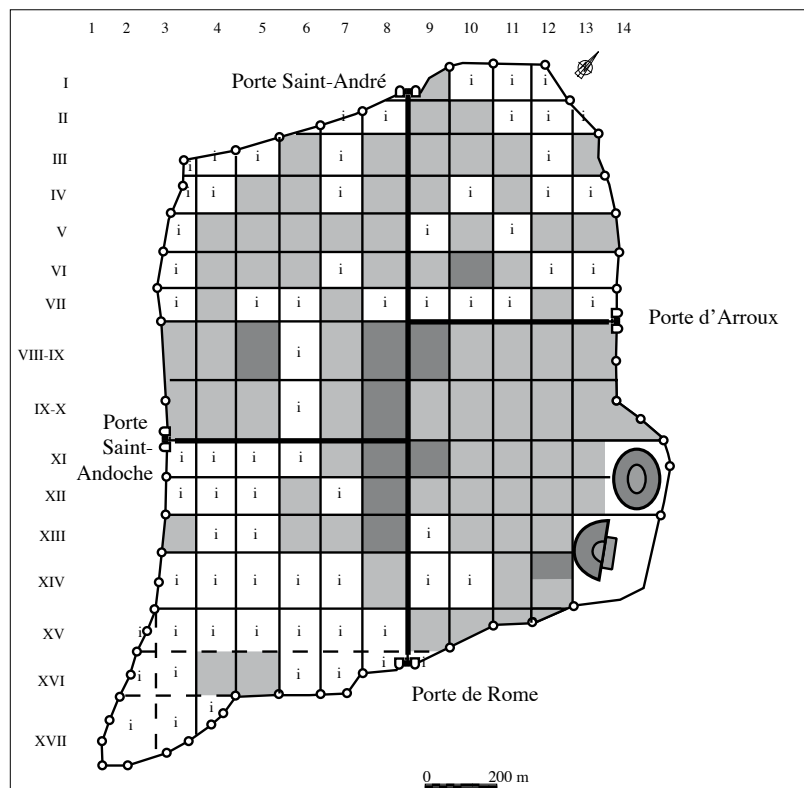 1 2 3 4 5 6 7 8 9 10 11 12 13 14
Porte Saint-André
I i i i
II i i i i i
III i i i i i
IV i i i i i i
V i i i
VI i i i i
VII i i i i i i i i
Porte d'Arroux
VIII-IX i
IX-X i
Porte
Saint-
Andoche
XI i i i i
XII i i i i
XIII i i i
XIV i i i i i i i
XV i i i i i i i
XVI i i i i i i
Porte de Rome
XVII i i i
0 200 m